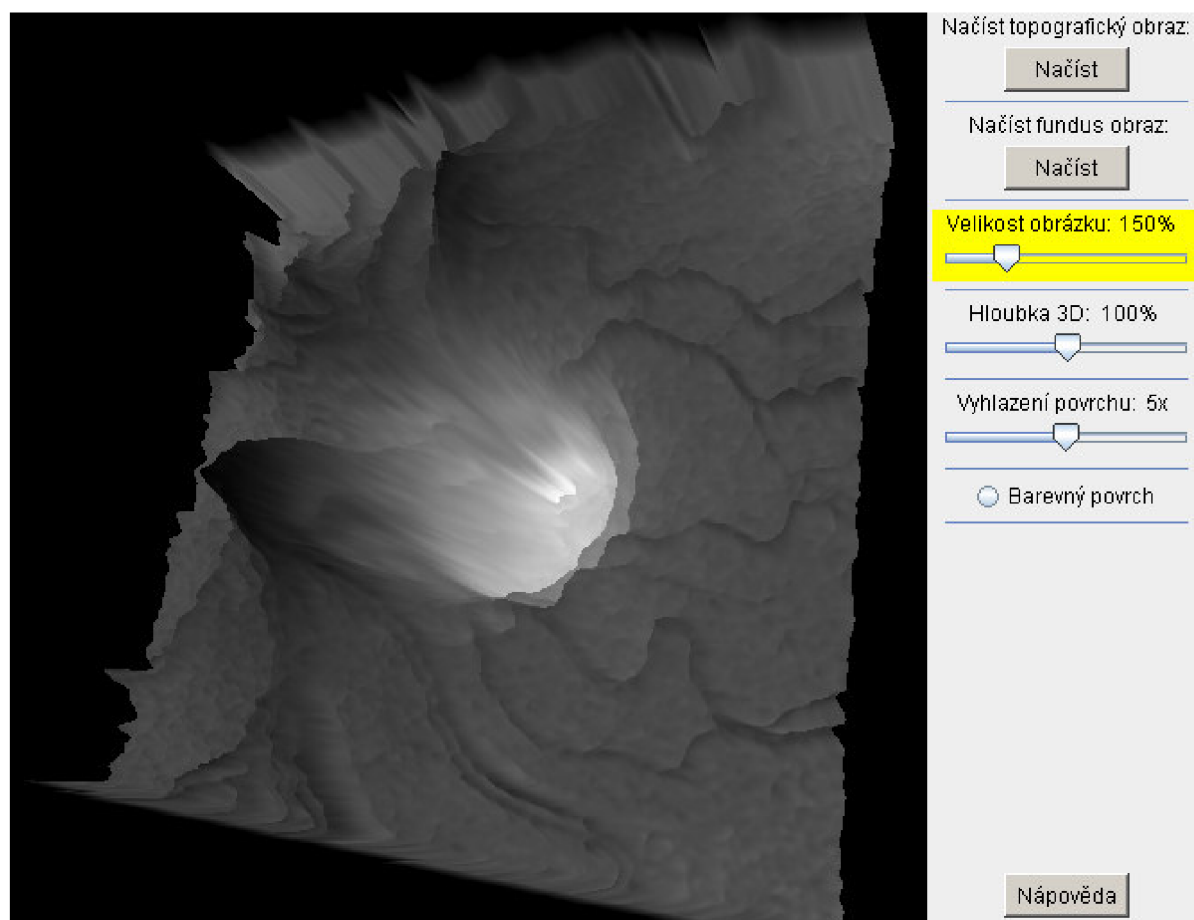 Načíst topografický obraz:
Načíst
Načíst fundus obraz:
Načíst
Velikost obrázku: 150%
Hloubka 3D: 100%
Vyhlazení povrchu: 5x
Barevný povrch
Nápověda